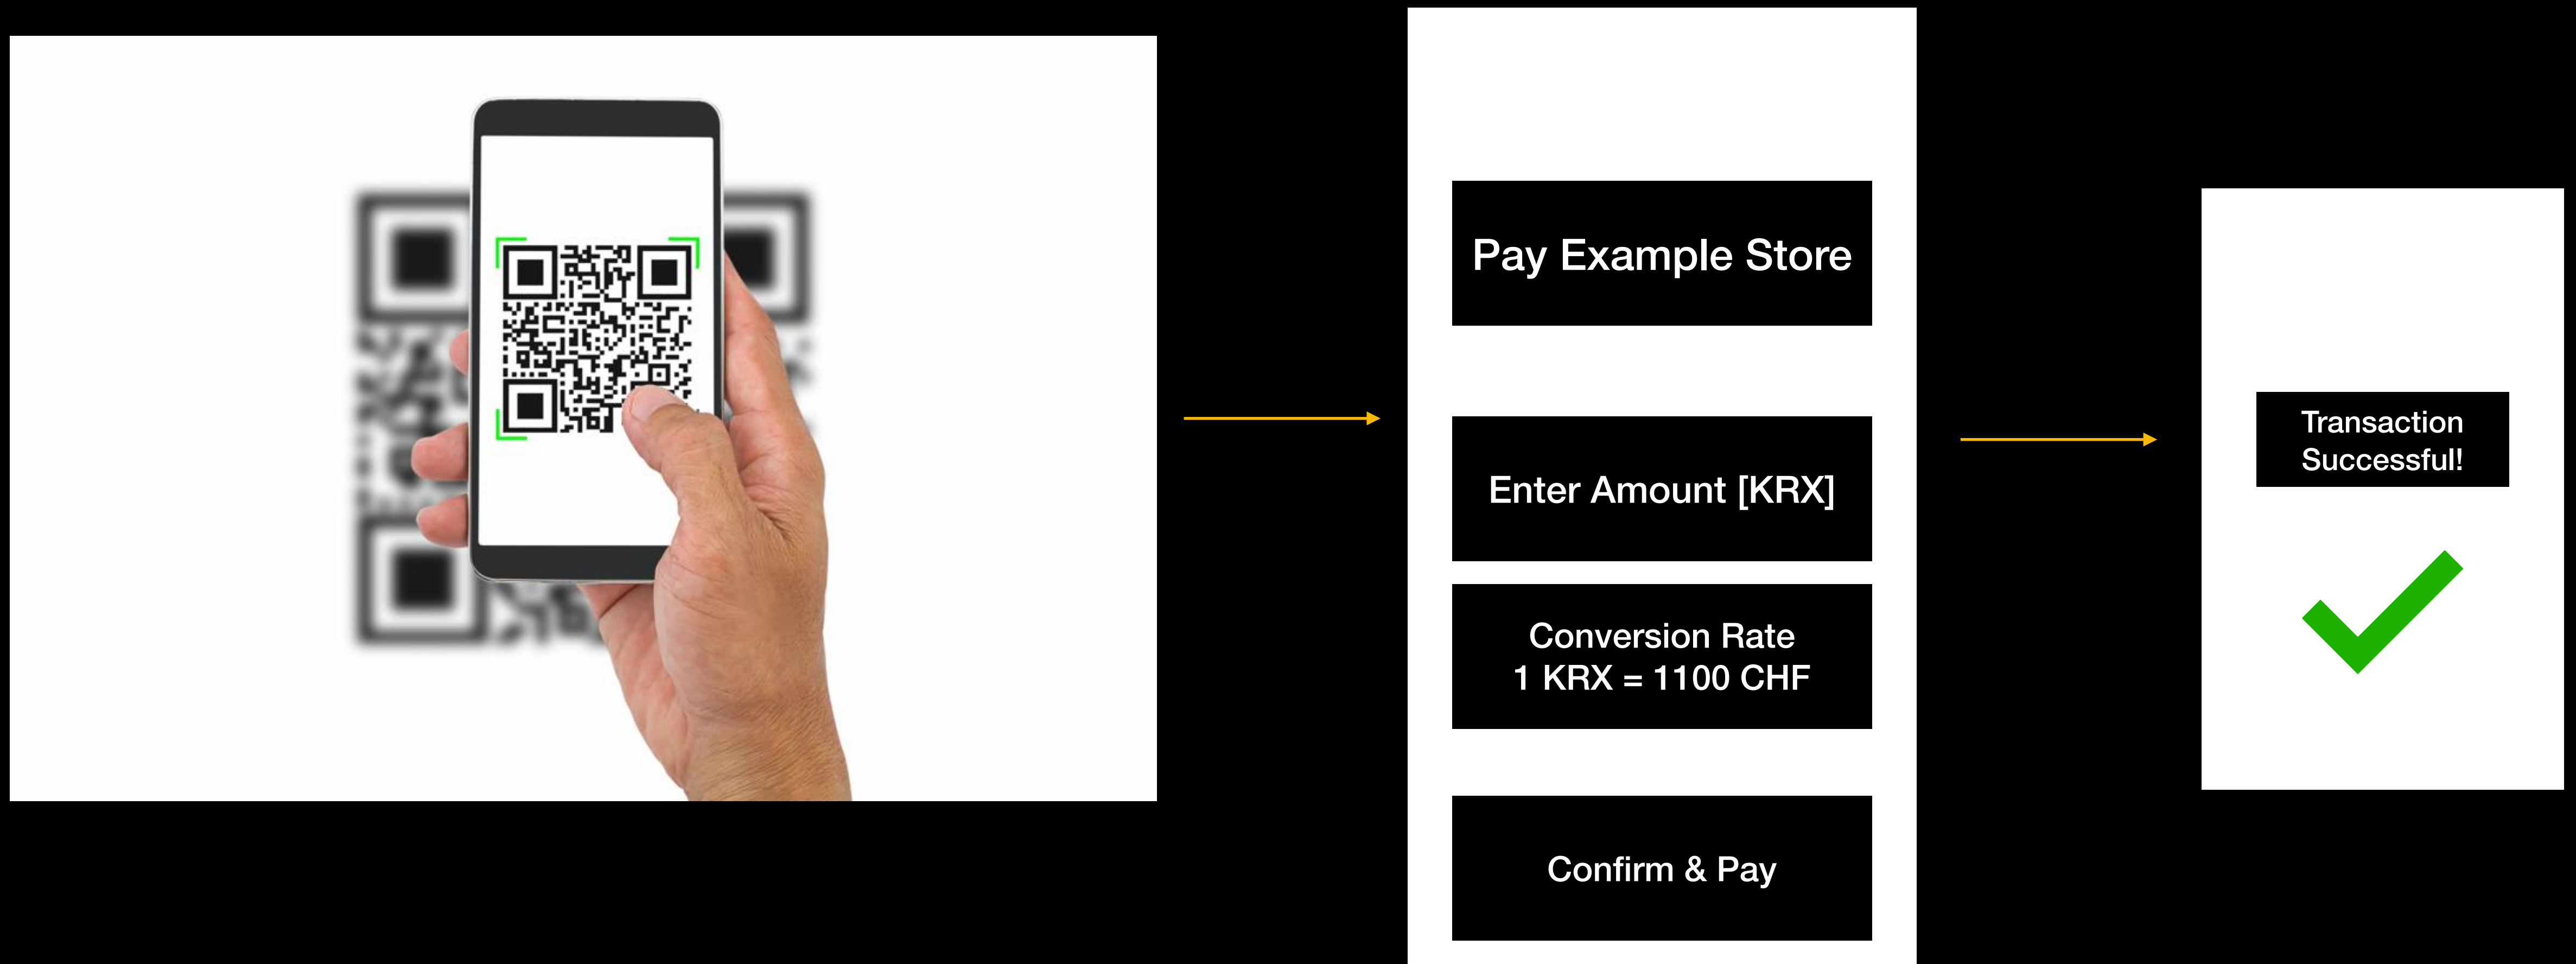 Pay Example Store
Enter Amount [KRX]
Conversion Rate
1 KRX = 1100 CHF
Confirm & Pay
Transaction
Successful!